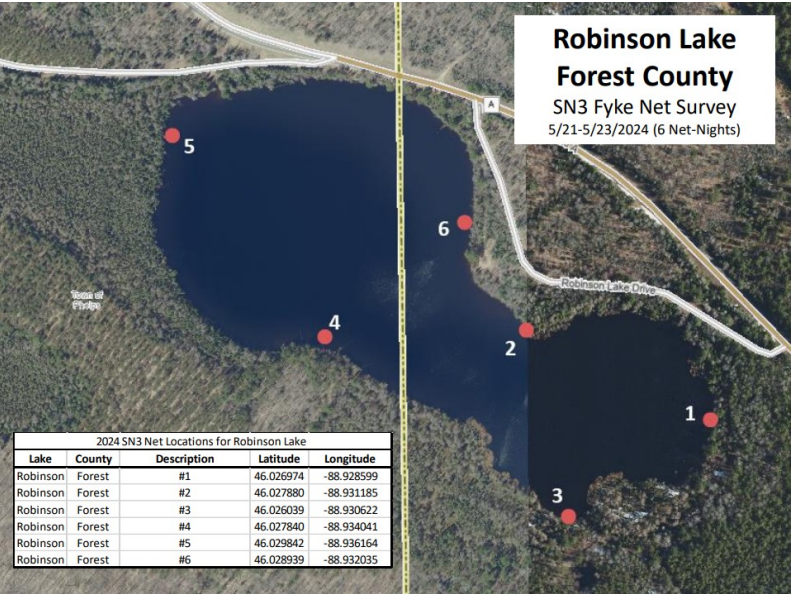 Robinson Lake
Forest County
SN3 Fyke Net Survey
5/21-5/23/2024 (6 Net-Nights)
A
5
6
Robinson Lake Drive
Town of
Phelps
4
2
1
3
2024 SN3 Net Locations for Robinson Lake
Lake County Description Latitude Longitude
Robinson Forest #1 46.026974 -88.928599
Robinson Forest #2 46.027880 -88.931185
Robinson Forest #3 46.026039 -88.930622
Robinson Forest #4 46.027840 -88.934041
Robinson Forest #5 46.029842 -88.936164
Robinson Forest #6 46.028939 -88.932035